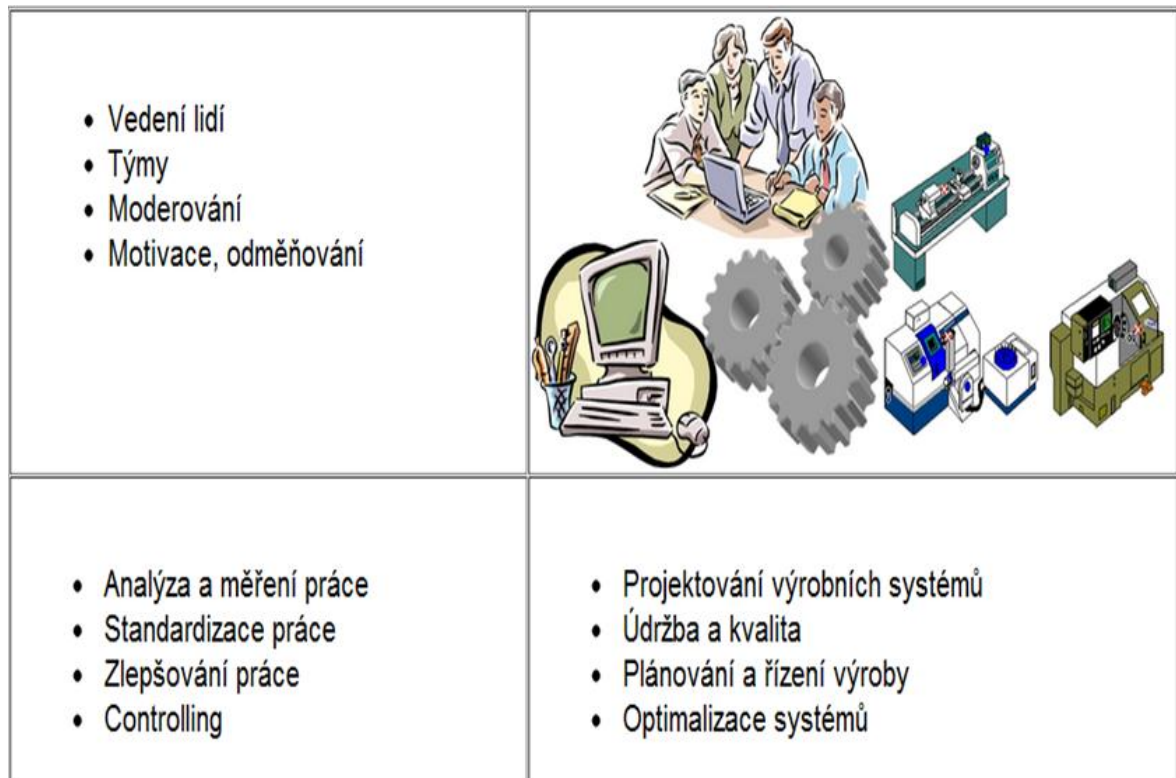 • Vedení lidí
• Týmy
• Moderování
• Motivace, odměňování
• Analýza a měření práce
• Standardizace práce
• Zlepšování práce
• Controlling
• Projektování výrobních systémů
• Údržba a kvalita
• Plánování a řízení výroby
• Optimalizace systémů